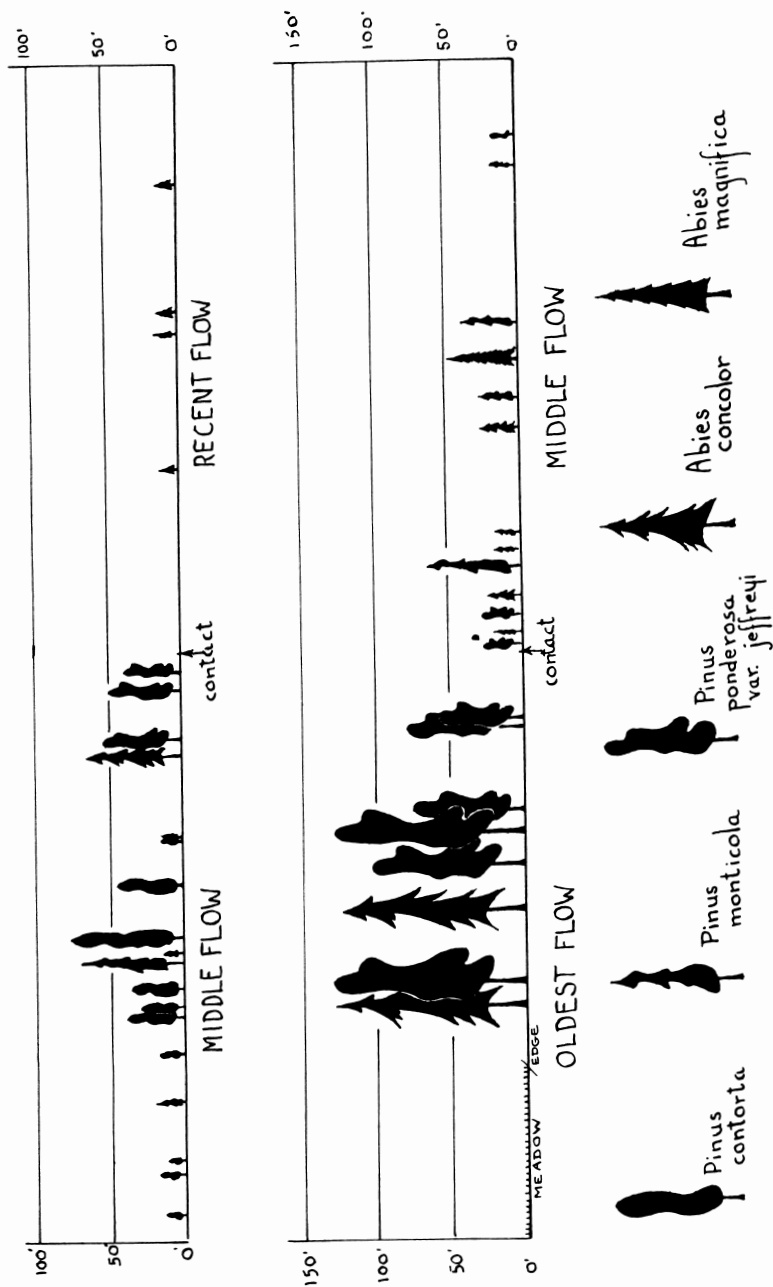 100'
50'
0'
100'
50'
0'
MIDDLE FLOW
contact
RECENT FLOW
150'
100'
50'
0'
150'
100'
50'
0'
MEADOW
EDGE
OLDEST FLOW
contact
MIDDLE FLOW
Pinus
contorta
Pinus
monticola
Pinus
ponderosa
var. jeffreyi
Abies
concolor
Abies
magnifica